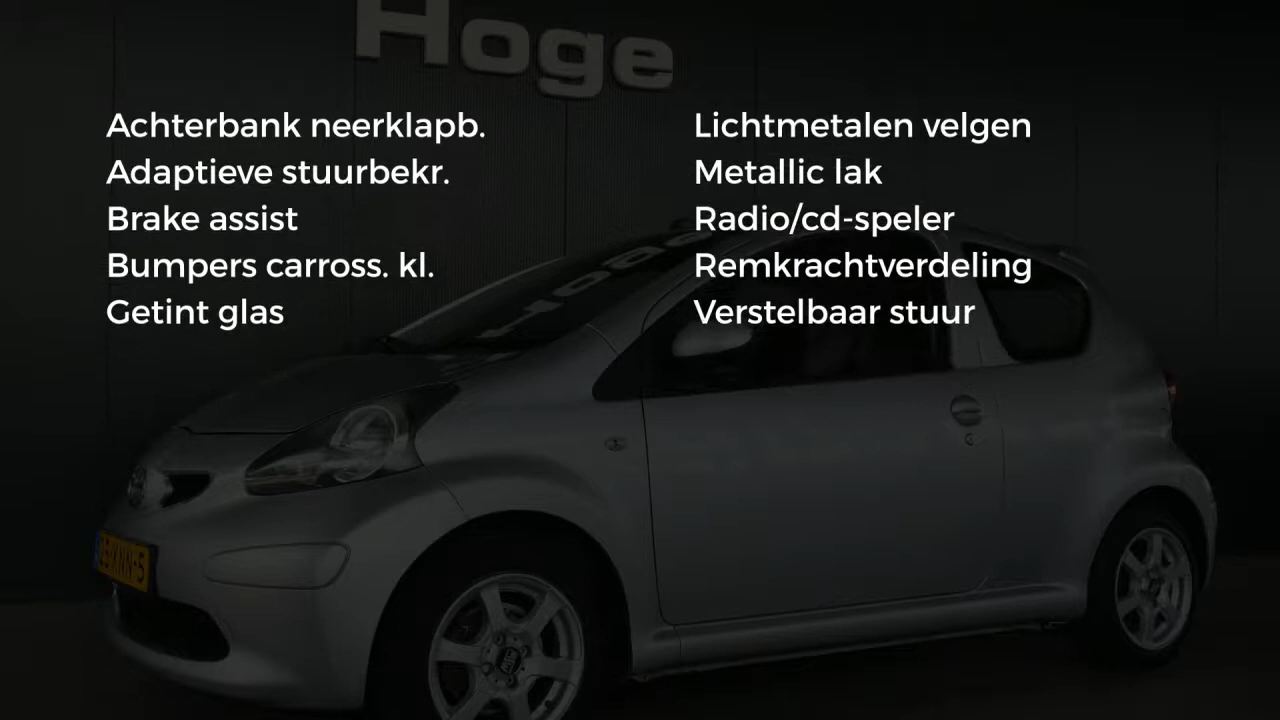 Hoge
Achterbank neerklapb.
Adaptieve stuurbekr.
Brake assist
Bumpers carross. kl.
Getint glas
Lichtmetalen velgen
Metallic lak
Radio/cd-speler
Remkrachtverdeling
Verstelbaar stuur